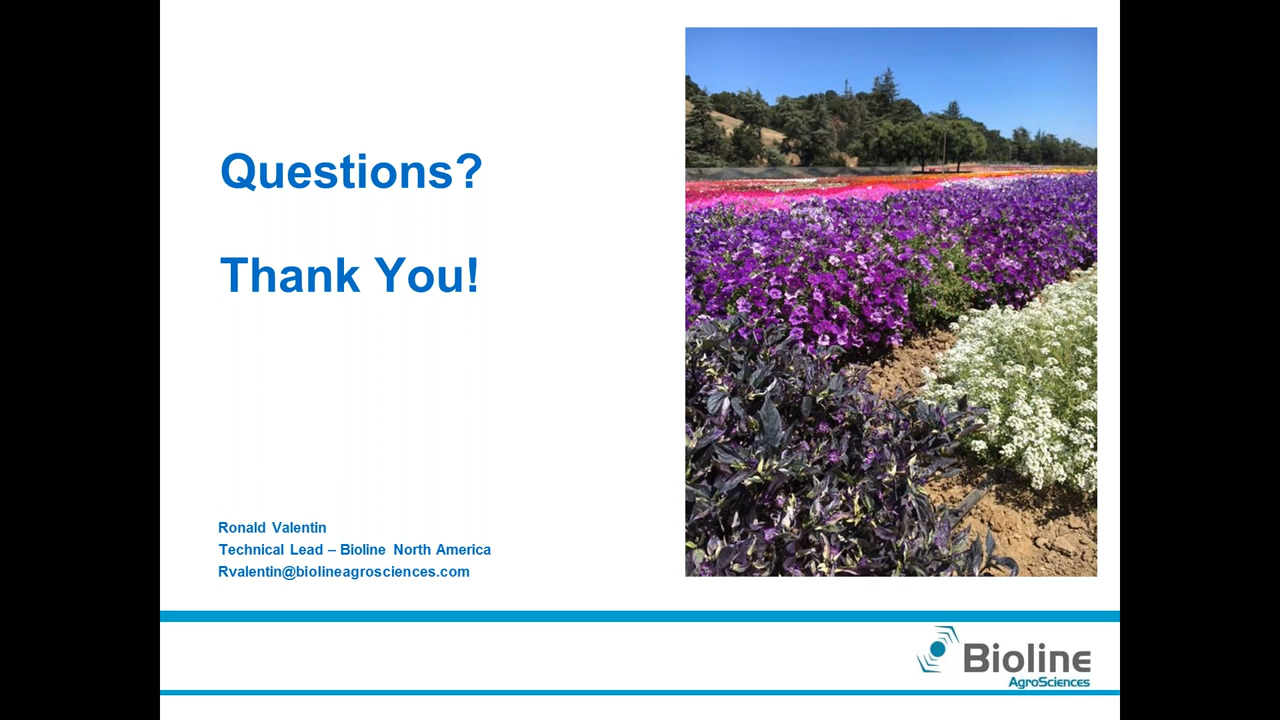 Questions?
Thank You!
Ronald Valentin
Technical Lead – Bioline North America
Rvalentin@biolineagrosciences.com
Bioline
AgroSciences